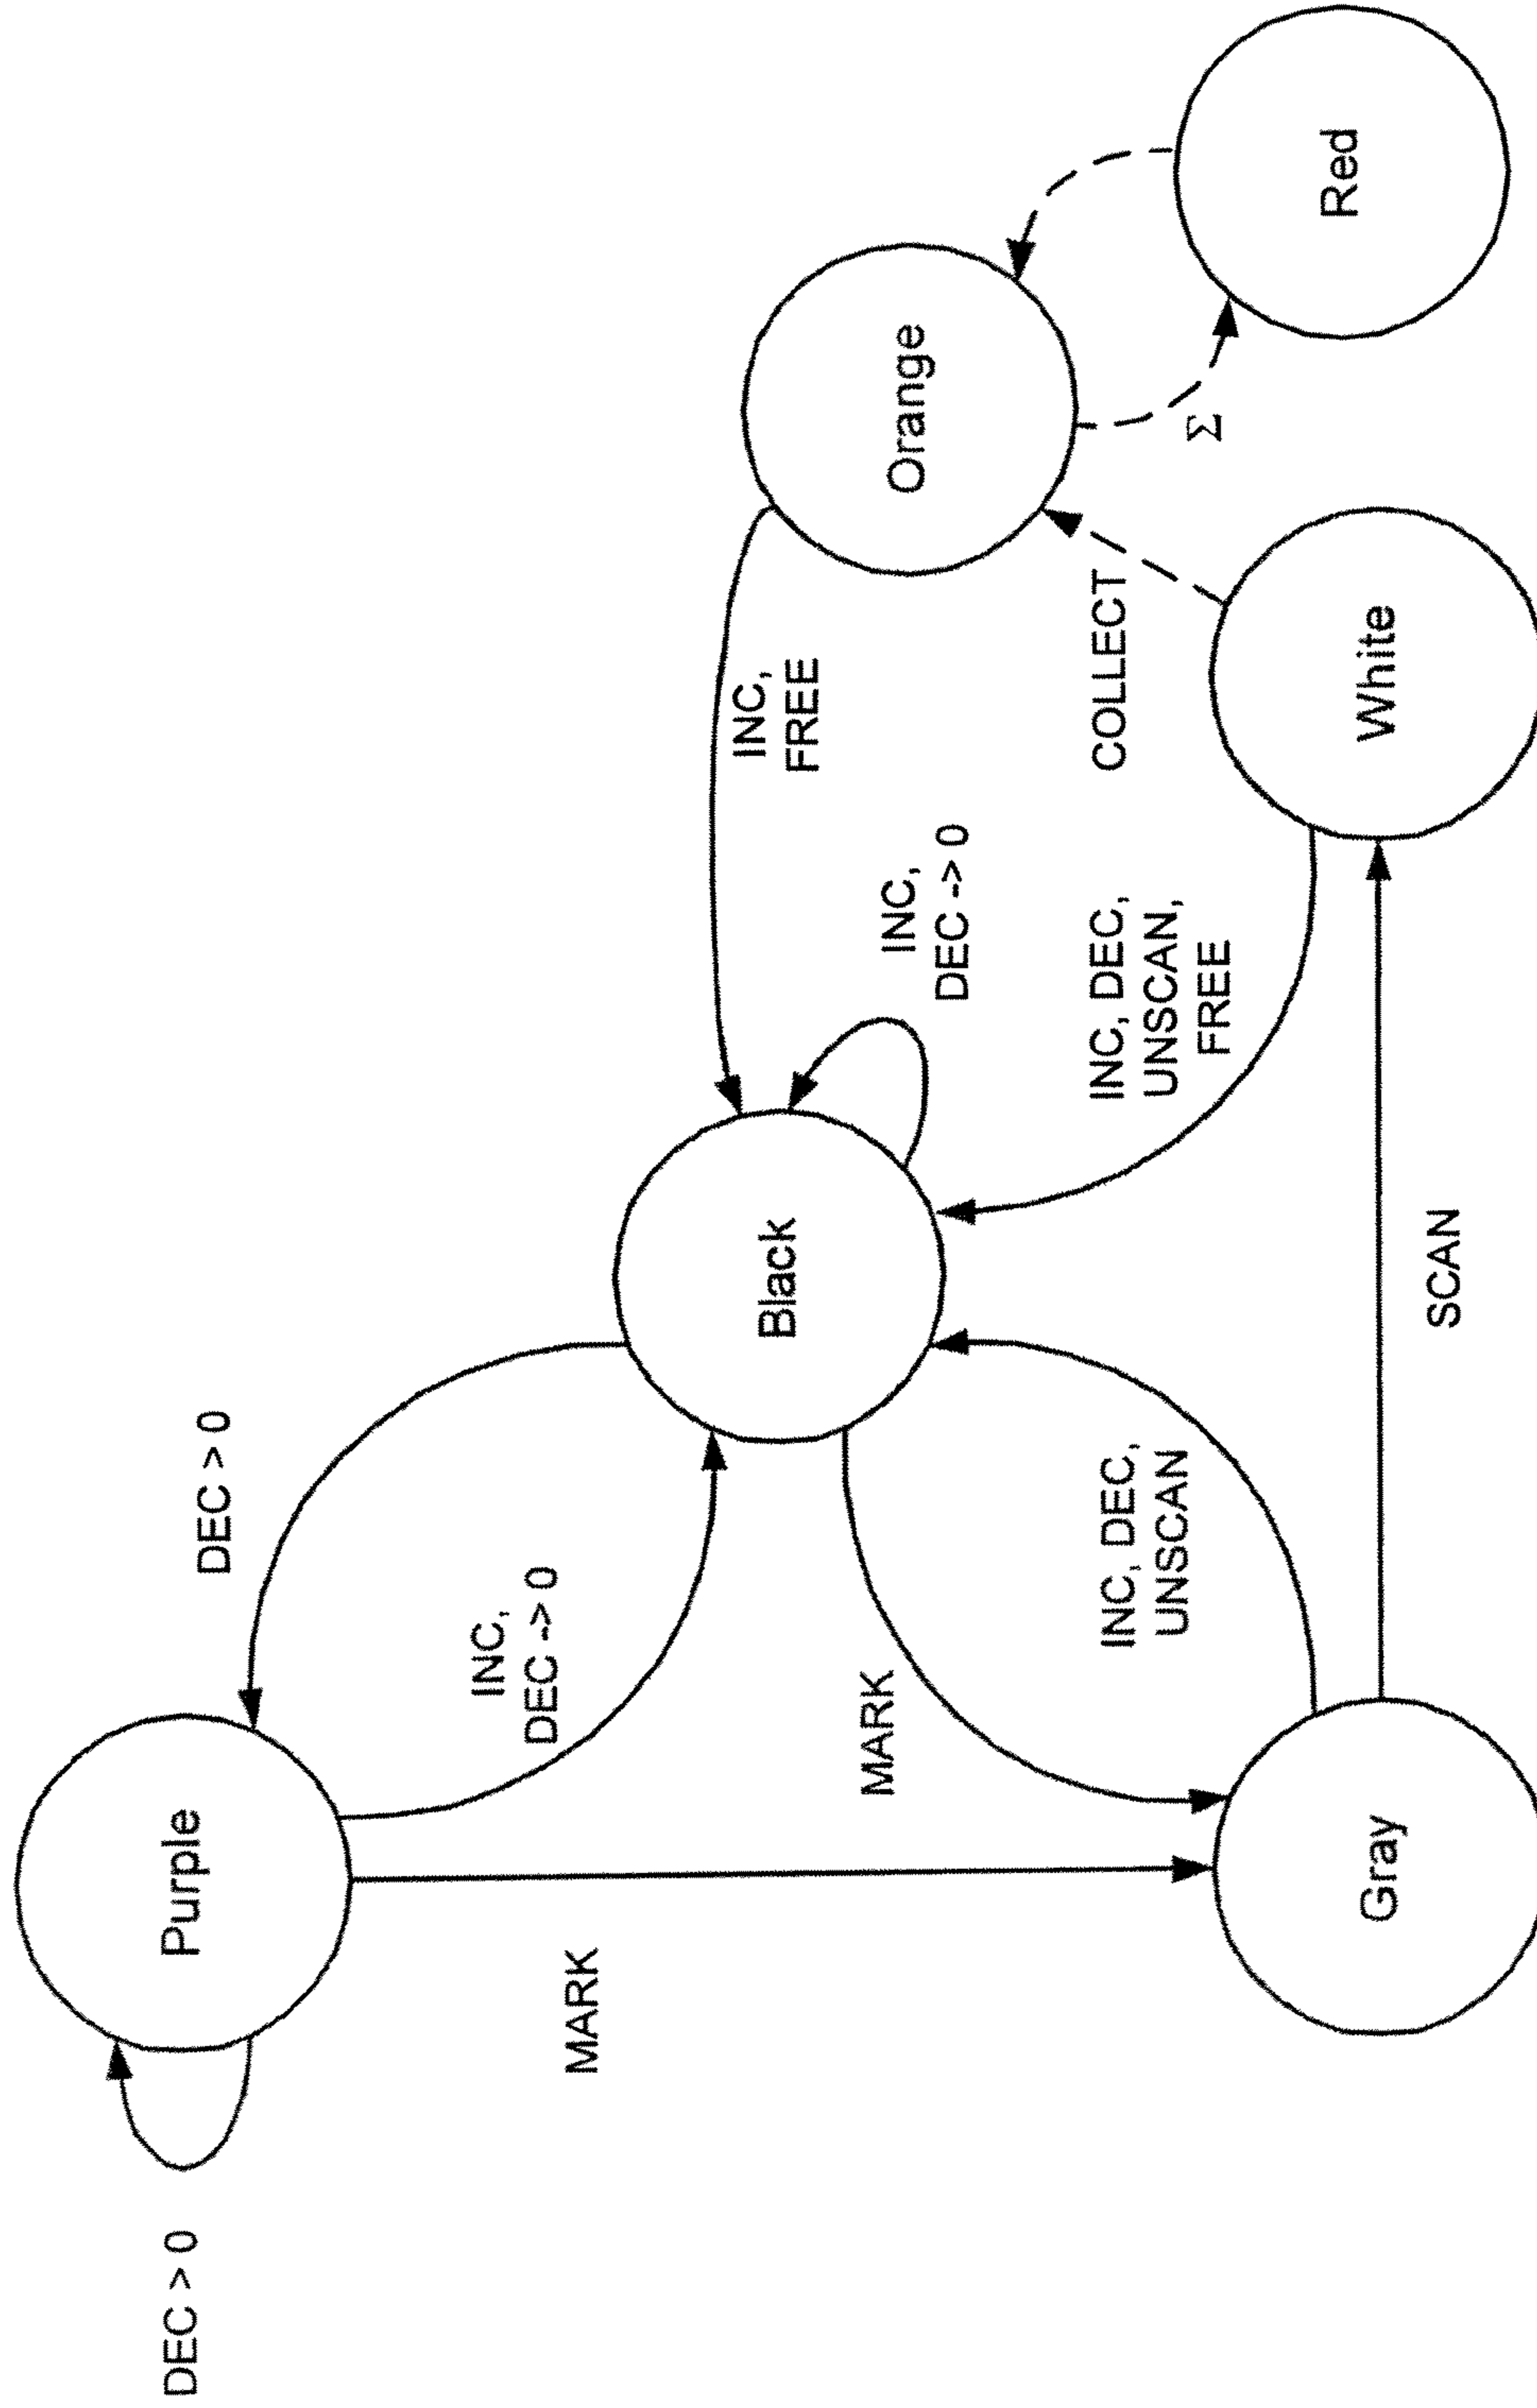 DEC > 0
Purple
DEC > 0
INC,
DEC -> 0
MARK
Black
INC,
FREE
INC,
DEC -> 0
Orange
MARK
INC, DEC,
UNSCAN
INC, DEC,
UNSCAN,
FREE
COLLECT
Σ
Red
Gray
White
SCAN